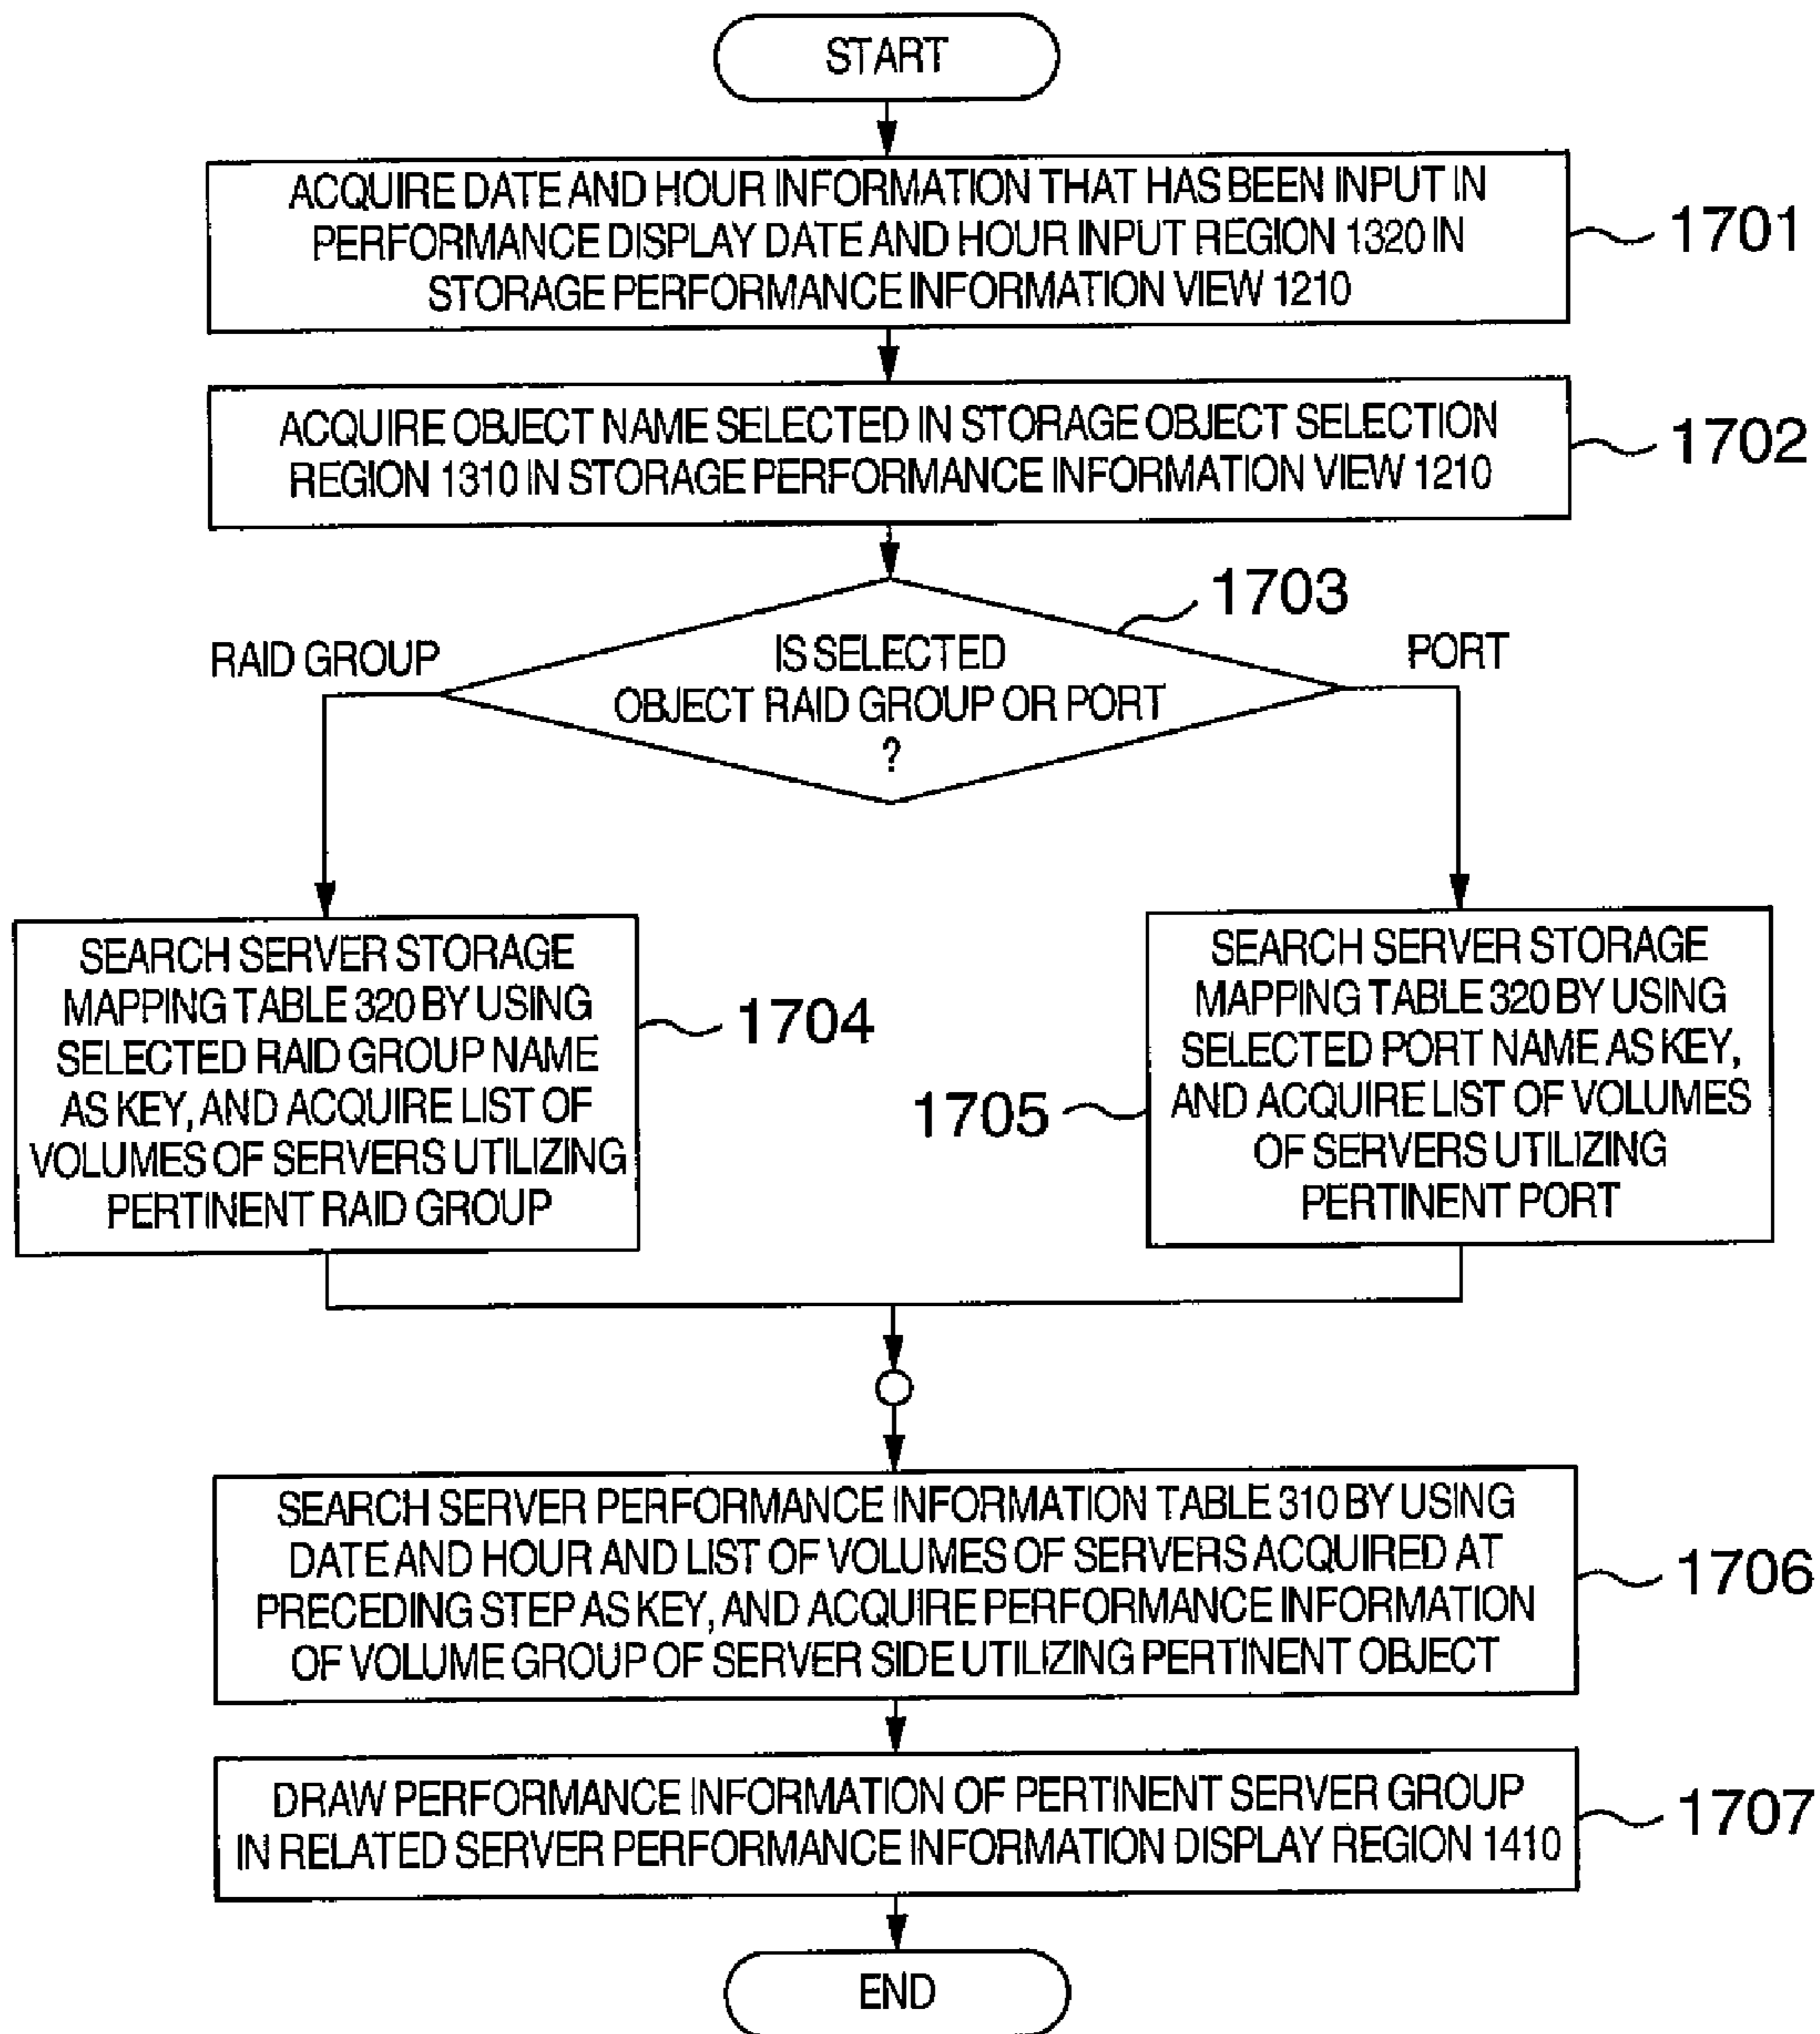 START
ACQUIRE DATE AND HOUR INFORMATION THAT HAS BEEN INPUT IN
PERFORMANCE DISPLAY DATE AND HOUR INPUT REGION 1320 IN
STORAGE PERFORMANCE INFORMATION VIEW 1210
1701
ACQUIRE OBJECT NAME SELECTED IN STORAGE OBJECT SELECTION
REGION 1310 IN STORAGE PERFORMANCE INFORMATION VIEW 1210
1702
1703
RAID GROUP
IS SELECTED
OBJECT RAID GROUP OR PORT
?
PORT
SEARCH SERVER STORAGE
MAPPING TABLE 320 BY USING
SELECTED RAID GROUP NAME
AS KEY, AND ACQUIRE LIST OF
VOLUMES OF SERVERS UTILIZING
PERTINENT RAID GROUP
1704
SEARCH SERVER STORAGE
MAPPING TABLE 320 BY USING
SELECTED PORT NAME AS KEY,
AND ACQUIRE LIST OF VOLUMES
OF SERVERS UTILIZING
PERTINENT PORT
1705
SEARCH SERVER PERFORMANCE INFORMATION TABLE 310 BY USING
DATE AND HOUR AND LIST OF VOLUMES OF SERVERS ACQUIRED AT
PRECEDING STEP AS KEY, AND ACQUIRE PERFORMANCE INFORMATION
OF VOLUME GROUP OF SERVER SIDE UTILIZING PERTINENT OBJECT
1706
DRAW PERFORMANCE INFORMATION OF PERTINENT SERVER GROUP
IN RELATED SERVER PERFORMANCE INFORMATION DISPLAY REGION 1410
1707
END